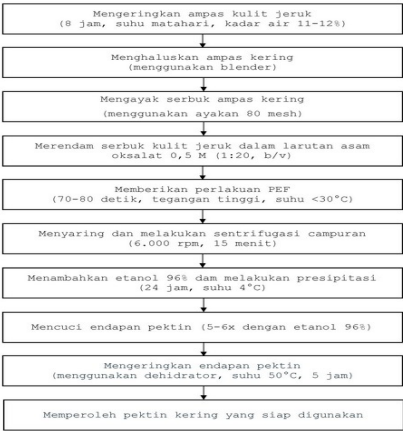 Mengeringkan ampas kulit jeruk
(8 jam, suhu matahari, kadar air 11-12%)
Menghaluskan ampas kering
(menggunakan blender)
Mengayak serbuk ampas kering
(menggunakan ayakan 80 mesh)
Merendam serbuk kulit jeruk dalam larutan asam
oksalat 0,5 M (1:20, b/v)
Memberikan perlakuan PEF
(70-80 detik, tegangan tinggi, suhu <30°C)
Menyaring dan melakukan sentrifugasi campuran
(6.000 rpm, 15 menit)
Menambahkan etanol 96% dam melakukan presipitasi
(24 jam, suhu 4°C)
Mencuci endapan pektin (5-6x dengan etanol 96%)
Mengeringkan endapan pektin
(menggunakan dehidrator, suhu 50°C, 5 jam)
Memperoleh pektin kering yang siap digunakan